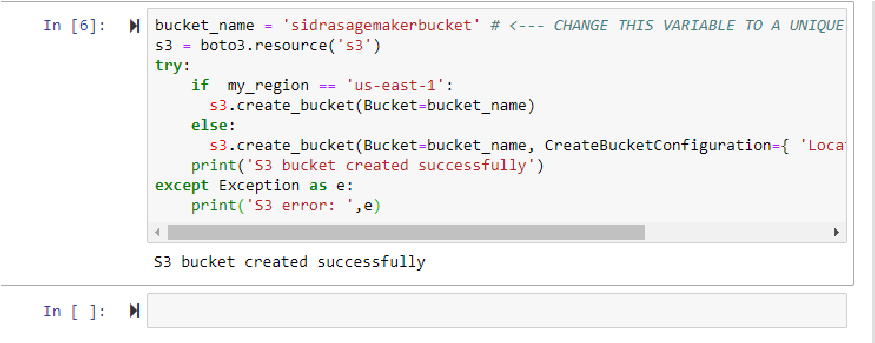 In [6]: bucket_name = 'sidrasagemakerbucket' # <--- CHANGE THIS VARIABLE TO A UNIQUE
s3 = boto3.resource('s3')
try:
    if  my_region == 'us-east-1':
      s3.create_bucket(Bucket=bucket_name)
    else:
      s3.create_bucket(Bucket=bucket_name, CreateBucketConfiguration={ 'Loca
    print('S3 bucket created successfully')
except Exception as e:
    print('S3 error: ',e)
S3 bucket created successfully
In [ ]: